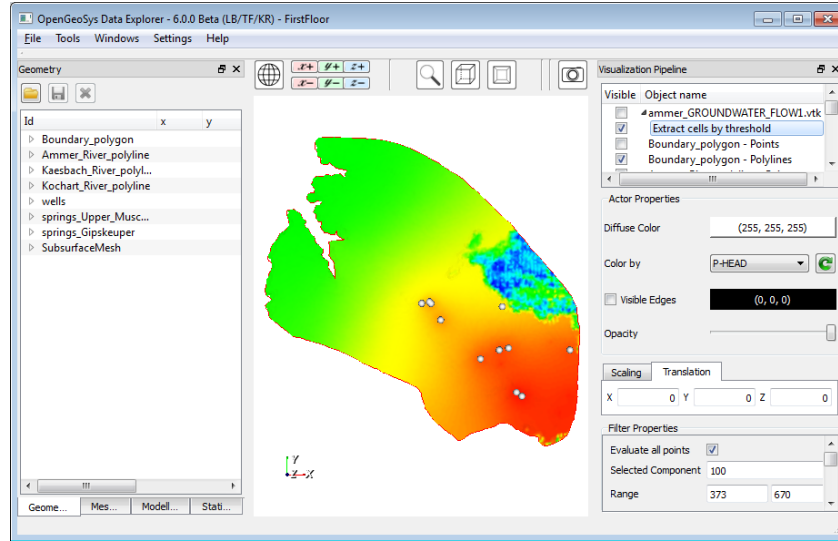 OpenGeoSys Data Explorer - 6.0.0 Beta (LB/TF/KR) - FirstFloor
File Tools Windows Settings Help
Geometry
Id x y
Boundary_polygon
Ammer_River_polyline
Kaesbach_River_polyl...
Kochart_River_polyline
wells
springs_Upper_Musc...
springs_Gipskeuper
SubsurfaceMesh
Geome... Mes... Modell... Stati...
x+ y+ z+
x- y- z-
Y
Z X
Visualization Pipeline
Visible Object name
ammer_GROUNDWATER_FLOW1.vtk
Extract cells by threshold
Boundary_polygon - Points
Boundary_polygon - Polylines
Actor Properties
Diffuse Color (255, 255, 255)
Color by P-HEAD
Visible Edges (0, 0, 0)
Opacity
Scaling Translation
X 0 Y 0 Z 0
Filter Properties
Evaluate all points
Selected Component 100
Range 373 670